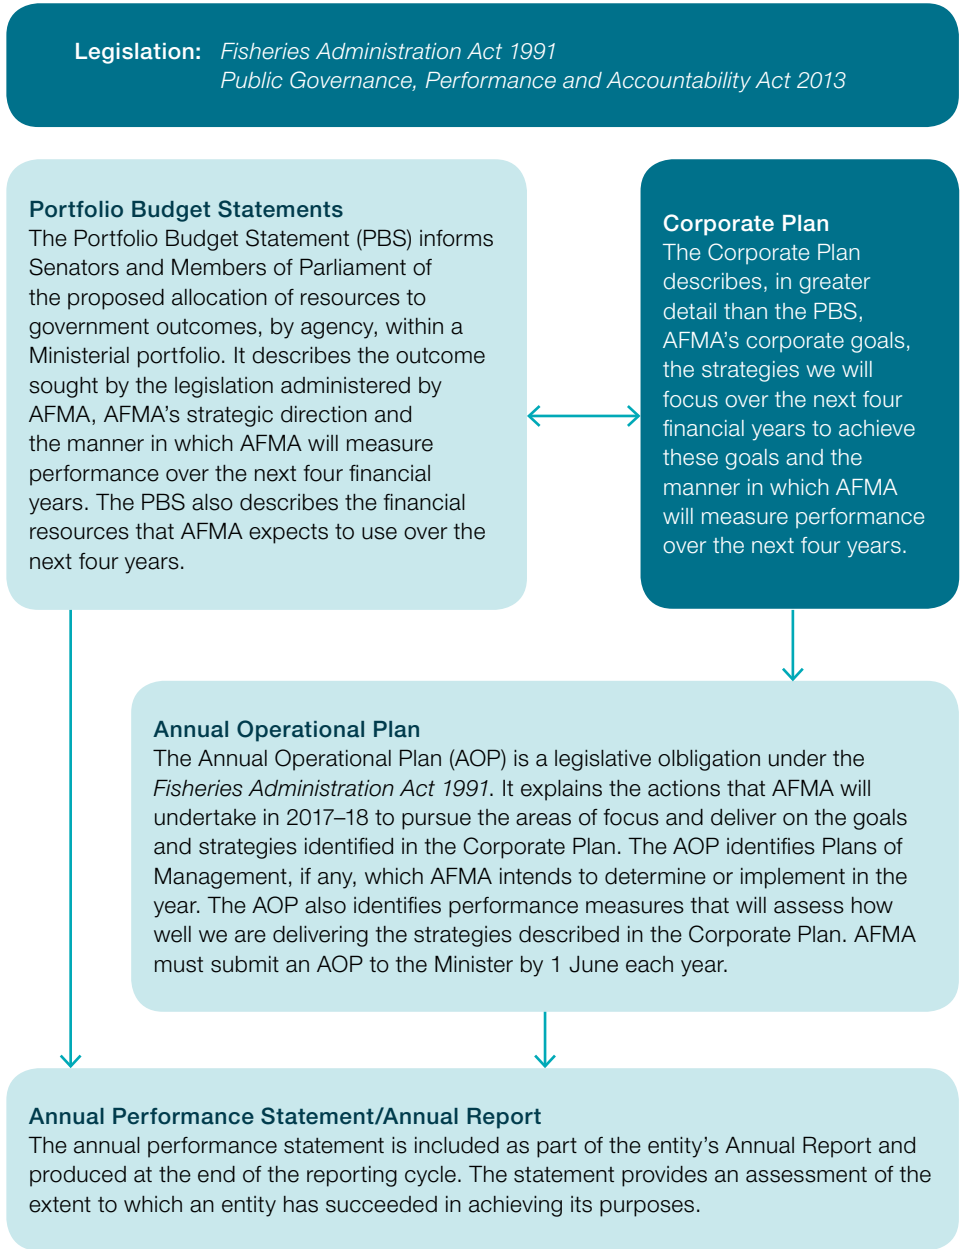 Legislation: Fisheries Administration Act 1991
Public Governance, Performance and Accountability Act 2013
Portfolio Budget Statements
The Portfolio Budget Statement (PBS) informs
Senators and Members of Parliament of
the proposed allocation of resources to
government outcomes, by agency, within a
Ministerial portfolio. It describes the outcome
sought by the legislation administered by
AFMA, AFMA’s strategic direction and
the manner in which AFMA will measure
performance over the next four financial
years. The PBS also describes the financial
resources that AFMA expects to use over the
next four years.
Corporate Plan
The Corporate Plan
describes, in greater
detail than the PBS,
AFMA’s corporate goals,
the strategies we will
focus over the next four
financial years to achieve
these goals and the
manner in which AFMA
will measure performance
over the next four years.
Annual Operational Plan
The Annual Operational Plan (AOP) is a legislative olbligation under the
Fisheries Administration Act 1991. It explains the actions that AFMA will
undertake in 2017–18 to pursue the areas of focus and deliver on the goals
and strategies identified in the Corporate Plan. The AOP identifies Plans of
Management, if any, which AFMA intends to determine or implement in the
year. The AOP also identifies performance measures that will assess how
well we are delivering the strategies described in the Corporate Plan. AFMA
must submit an AOP to the Minister by 1 June each year.
Annual Performance Statement/Annual Report
The annual performance statement is included as part of the entity’s Annual Report and
produced at the end of the reporting cycle. The statement provides an assessment of the
extent to which an entity has succeeded in achieving its purposes.